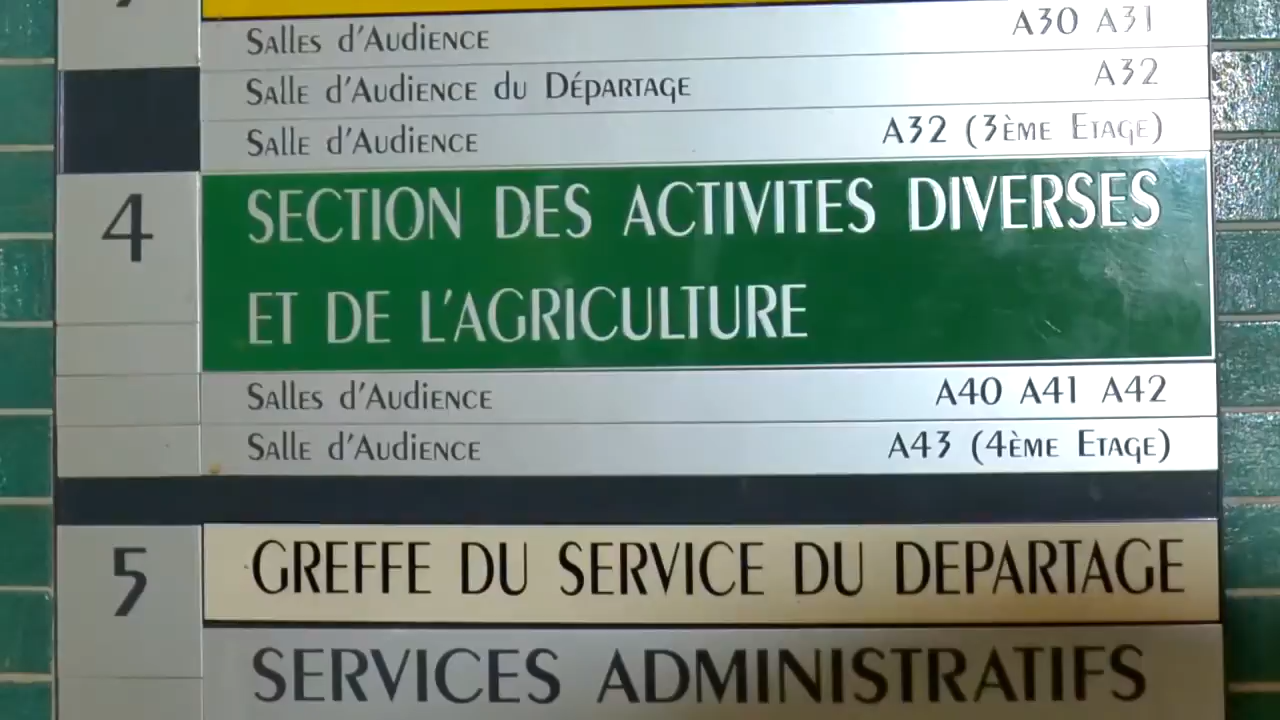 Salles d'Audience A30 A31
Salle d'Audience du Départage A32
Salle d'Audience A32 (3ème Etage)
4 SECTION DES ACTIVITES DIVERSES
ET DE L'AGRICULTURE
Salles d'Audience A40 A41 A42
Salle d'Audience A43 (4ème Etage)
5 GREFFE DU SERVICE DU DEPARTAGE
SERVICES ADMINISTRATIFS